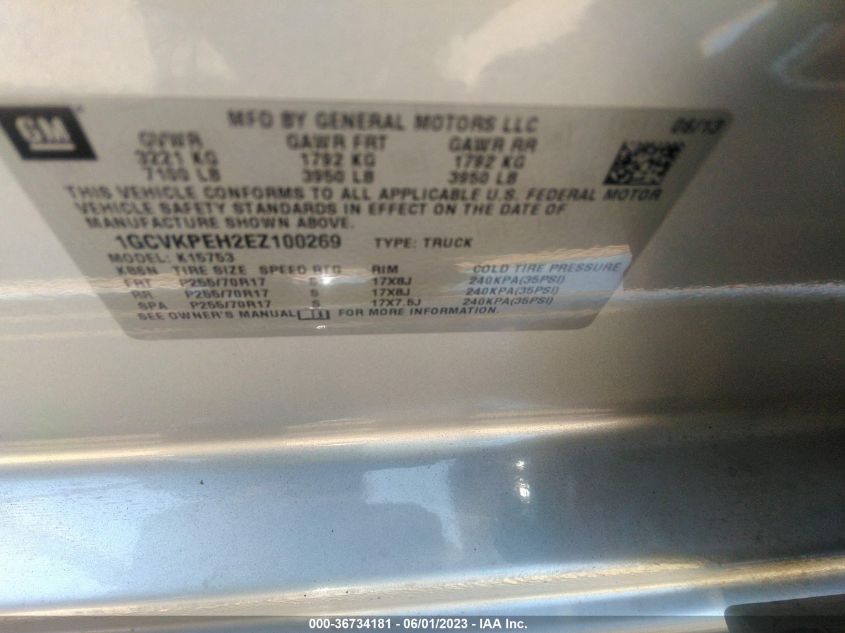 GM
MFD BY GENERAL MOTORS LLC 06/13
GVWR GAWR FRT GAWR RR
3221 KG 1792 KG 1792 KG
7100 LB 3950 LB 3950 LB
THIS VEHICLE CONFORMS TO ALL APPLICABLE U.S. FEDERAL MOTOR
VEHICLE SAFETY STANDARDS IN EFFECT ON THE DATE OF
MANUFACTURE SHOWN ABOVE.
1GCVKPEH2EZ100269 TYPE: TRUCK
MODEL: K15753
KBSN TIRE SIZE SPEED RTG RIM COLD TIRE PRESSURE
FRT P255/70R17 S 17X8J 240KPA(35PSI)
RR P255/70R17 S 17X8J 240KPA(35PSI)
SPA P255/70R17 S 17X7.5J 240KPA(35PSI)
SEE OWNER'S MANUAL FOR MORE INFORMATION.
000-36734181 - 06/01/2023 - IAA Inc.